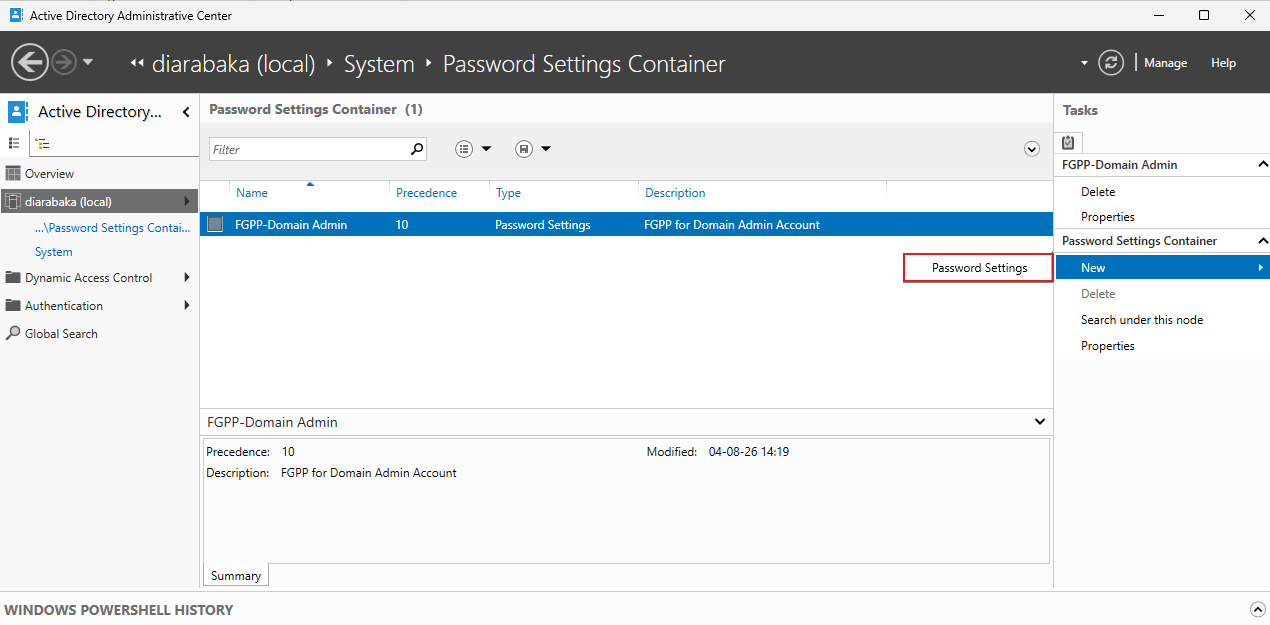 Active Directory Administrative Center
diarabaka (local) System Password Settings Container
Manage Help
Active Directory...
Overview
diarabaka (local)
...\Password Settings Contai...
System
Dynamic Access Control
Authentication
Global Search
Password Settings Container (1)
Filter
Name Precedence Type Description
FGPP-Domain Admin 10 Password Settings FGPP for Domain Admin Account
Password Settings
FGPP-Domain Admin
Precedence: 10 Modified: 04-08-26 14:19
Description: FGPP for Domain Admin Account
Summary
Tasks
FGPP-Domain Admin
Delete
Properties
Password Settings Container
New
Delete
Search under this node
Properties
WINDOWS POWERSHELL HISTORY